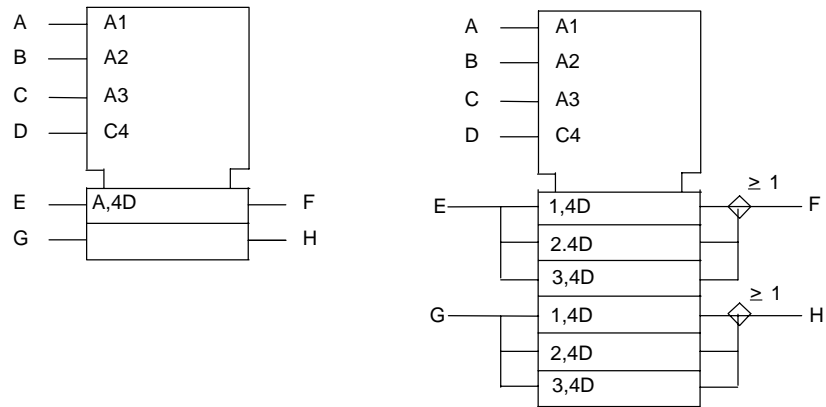 A A1
B A2
C A3
D C4
E A,4D F
G H
A A1
B A2
C A3
D C4
≥ 1
E 1,4D F
2.4D
3,4D
≥ 1
G 1,4D H
2,4D
3,4D